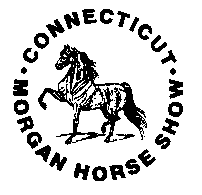 • CONNECTICUT •
MORGAN HORSE SHOW